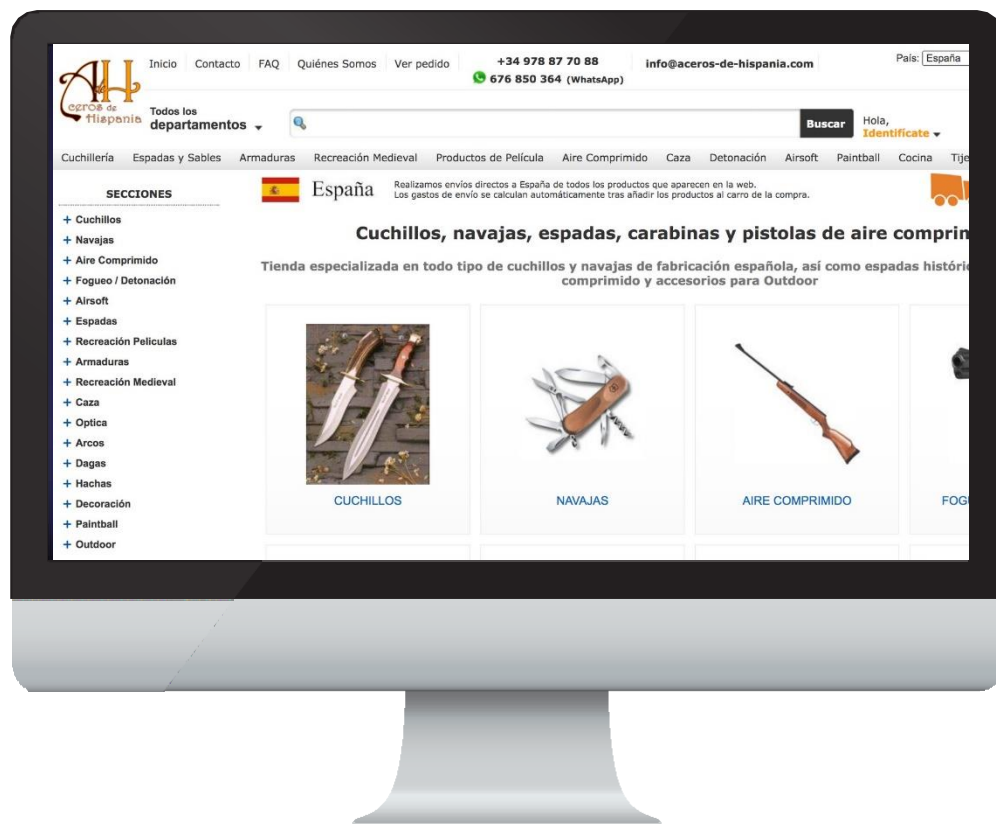 Inicio Contacto FAQ Quiénes Somos Ver pedido +34 978 87 70 88 info@aceros-de-hispania.com País: España
676 850 364 (WhatsApp)
AH
aceros de
Hispania
Todos los
departamentos
Buscar
Hola,
Identifícate
Cuchillería Espadas y Sables Armaduras Recreación Medieval Productos de Película Aire Comprimido Caza Detonación Airsoft Paintball Cocina Tije
SECCIONES
+ Cuchillos
+ Navajas
+ Aire Comprimido
+ Fogueo / Detonación
+ Airsoft
+ Espadas
+ Recreación Peliculas
+ Armaduras
+ Recreación Medieval
+ Caza
+ Optica
+ Arcos
+ Dagas
+ Hachas
+ Decoración
+ Paintball
+ Outdoor
España
Realizamos envíos directos a España de todos los productos que aparecen en la web.
Los gastos de envío se calculan automáticamente tras añadir los productos al carro de la compra.
Cuchillos, navajas, espadas, carabinas y pistolas de aire comprin
Tienda especializada en todo tipo de cuchillos y navajas de fabricación española, así como espadas históric
comprimido y accesorios para Outdoor
CUCHILLOS
NAVAJAS
AIRE COMPRIMIDO
FOGU